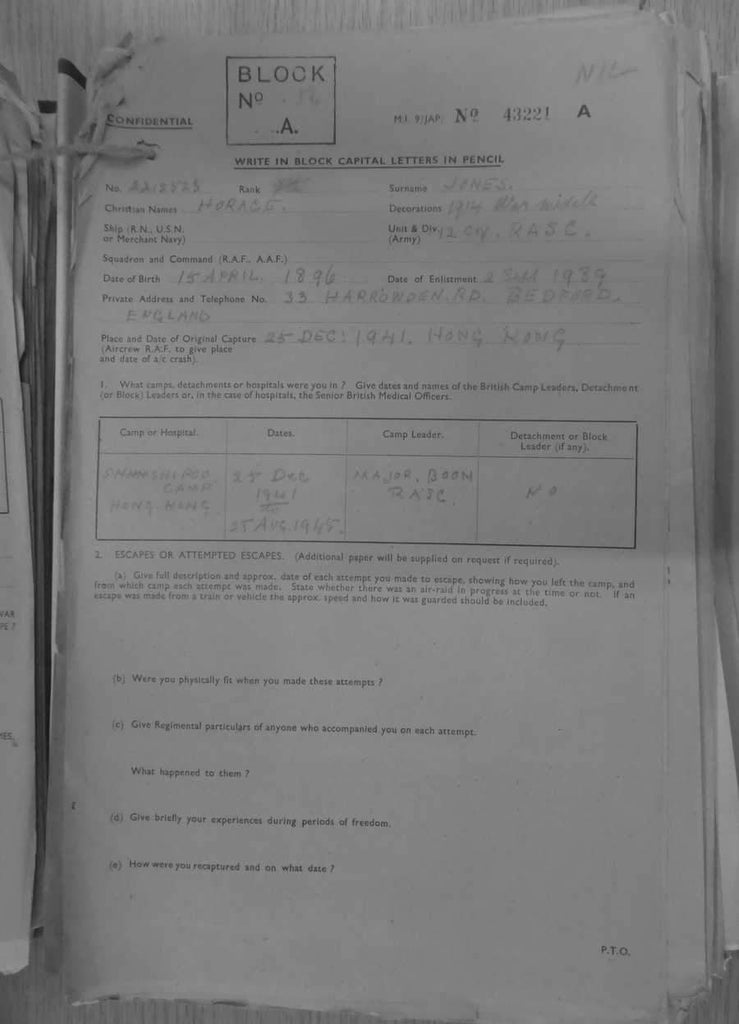 BLOCK
Nº
A.
NIL
CONFIDENTIAL
M.I. 9/JAP/ Nº 43221 A
WRITE IN BLOCK CAPITAL LETTERS IN PENCIL
No. Rank Surname JONES.
Christian Names HORACE. Decorations 1914 War
Ship (R.N., U.S.N. Unit & Div. R A S C.
or Merchant Navy) (Army)
Squadron and Command (R.A.F., A.A.F.)
Date of Birth 15 APRIL. 1896 Date of Enlistment 2 1939
Private Address and Telephone No. 33 HARROWDEN. RD. BEDFORD.
ENGLAND
Place and Date of Original Capture 25 DEC: 1941. HONG KONG
(Aircrew R.A.F. to give place
and date of a/c crash).
1. What camps, detachments or hospitals were you in ? Give dates and names of the British Camp Leaders, Detachment
(or Block) Leaders or, in the case of hospitals, the Senior British Medical Officers.
Camp or Hospital. Dates. Camp Leader. Detachment or Block
Leader (if any).
25 Dec MAJOR. BOON
CAMP 1941 RASC. NO
HONG KONG to
25 AUG. 1945.
2. ESCAPES OR ATTEMPTED ESCAPES. (Additional paper will be supplied on request if required).
(a) Give full description and approx. date of each attempt you made to escape, showing how you left the camp, and
from which camp each attempt was made. State whether there was an air-raid in progress at the time or not. If an
escape was made from a train or vehicle the approx. speed and how it was guarded should be included.
(b) Were you physically fit when you made these attempts ?
(c) Give Regimental particulars of anyone who accompanied you on each attempt.
What happened to them ?
(d) Give briefly your experiences during periods of freedom.
(e) How were you recaptured and on what date ?
P.T.O.